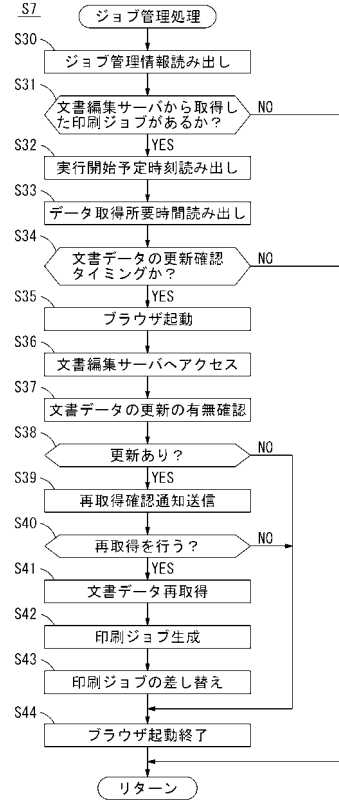 S7
ジョブ管理処理
S30
ジョブ管理情報読み出し
S31
文書編集サーバから取得し
た印刷ジョブがあるか？
NO
YES
S32
実行開始予定時刻読み出し
S33
データ取得所要時間読み出し
S34
文書データの更新確認
タイミングか？
NO
YES
S35
ブラウザ起動
S36
文書編集サーバへアクセス
S37
文書データの更新の有無確認
S38
更新あり？
NO
YES
S39
再取得確認通知送信
S40
再取得を行う？
NO
YES
S41
文書データ再取得
S42
印刷ジョブ生成
S43
印刷ジョブの差し替え
S44
ブラウザ起動終了
リターン